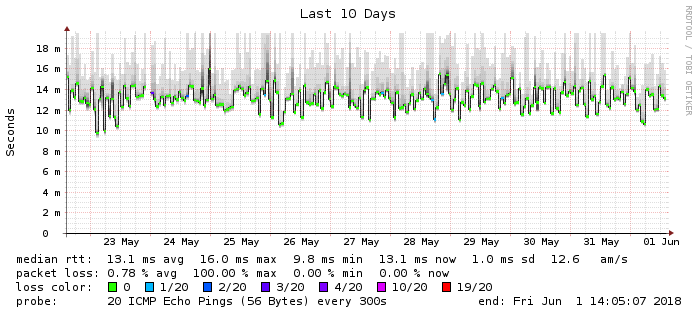 Last 10 Days
RRDTOOL / TOBI OETIKER
Seconds
18 m
16 m
14 m
12 m
10 m
8 m
6 m
4 m
2 m
0
23 May 24 May 25 May 26 May 27 May 28 May 29 May 30 May 31 May 01 Jun
median rtt: 13.1 ms avg 16.0 ms max 9.8 ms min 13.1 ms now 1.0 ms sd 12.6 am/s
packet loss: 0.78 % avg 100.00 % max 0.00 % min 0.00 % now
loss color: 0 1/20 2/20 3/20 4/20 10/20 19/20
probe: 20 ICMP Echo Pings (56 Bytes) every 300s end: Fri Jun 1 14:05:07 2018